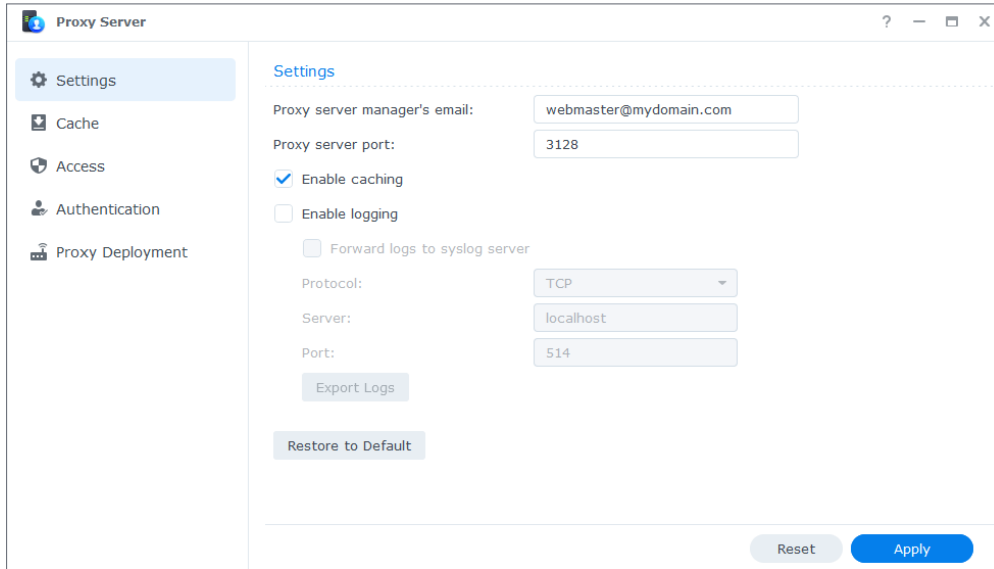 Proxy Server
?
Settings
Cache
Access
Authentication
Proxy Deployment
Settings
Proxy server manager's email: webmaster@mydomain.com
Proxy server port: 3128
Enable caching
Enable logging
Forward logs to syslog server
Protocol: TCP
Server: localhost
Port: 514
Export Logs
Restore to Default
Reset Apply